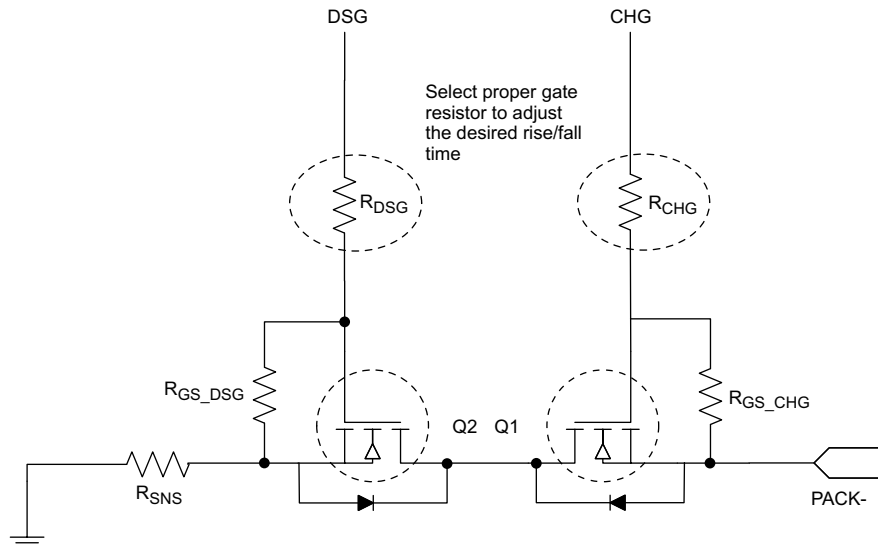 DSG
CHG
Select proper gate
resistor to adjust
the desired rise/fall
time
RDSG
RCHG
RGS_DSG
RGS_CHG
Q2 Q1
RSNS
PACK-